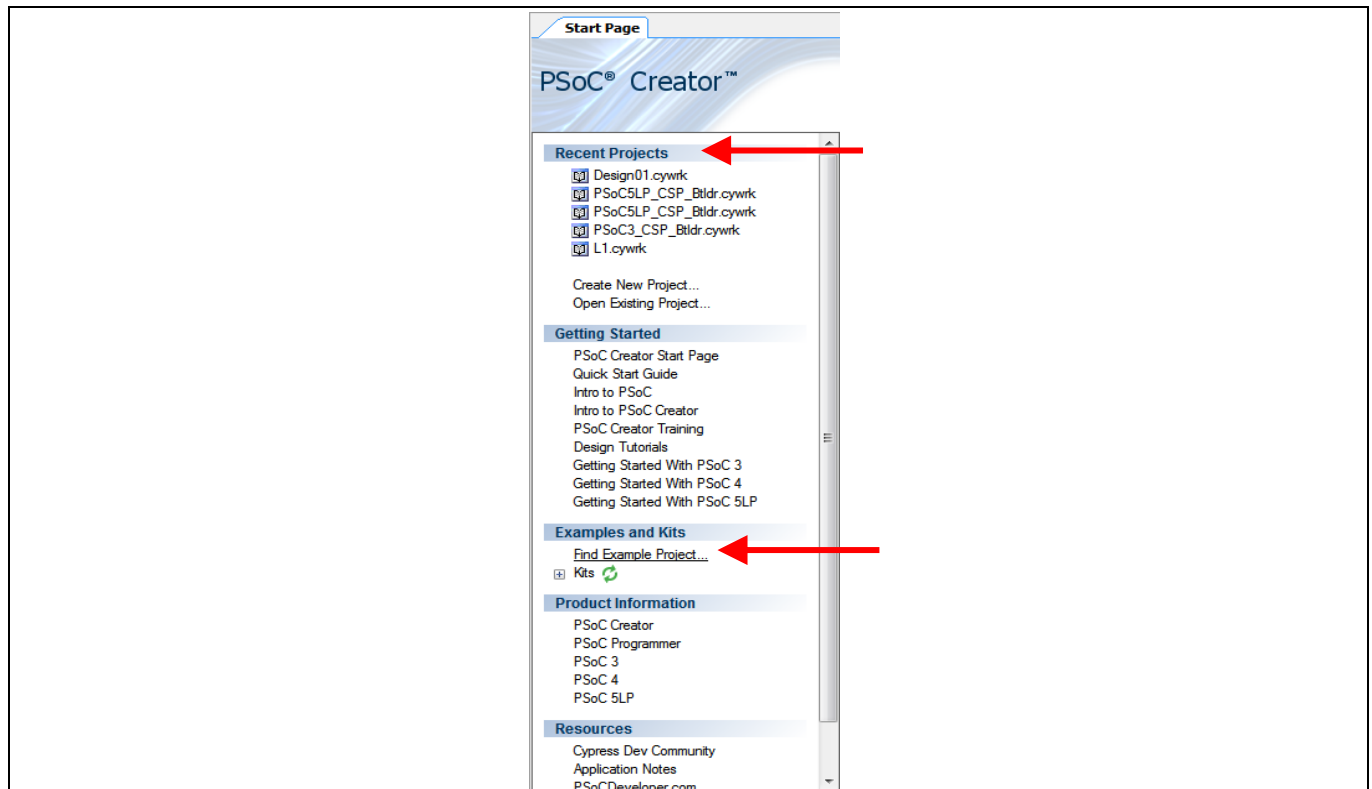 Start Page
PSoC® Creator™
Recent Projects
Design01.cywrk
PSoC5LP_CSP_Btldr.cywrk
PSoC5LP_CSP_Btldr.cywrk
PSoC3_CSP_Btldr.cywrk
L1.cywrk
Create New Project...
Open Existing Project...
Getting Started
PSoC Creator Start Page
Quick Start Guide
Intro to PSoC
Intro to PSoC Creator
PSoC Creator Training
Design Tutorials
Getting Started With PSoC 3
Getting Started With PSoC 4
Getting Started With PSoC 5LP
Examples and Kits
Find Example Project...
Kits
Product Information
PSoC Creator
PSoC Programmer
PSoC 3
PSoC 4
PSoC 5LP
Resources
Cypress Dev Community
Application Notes
PSoCDeveloper.com